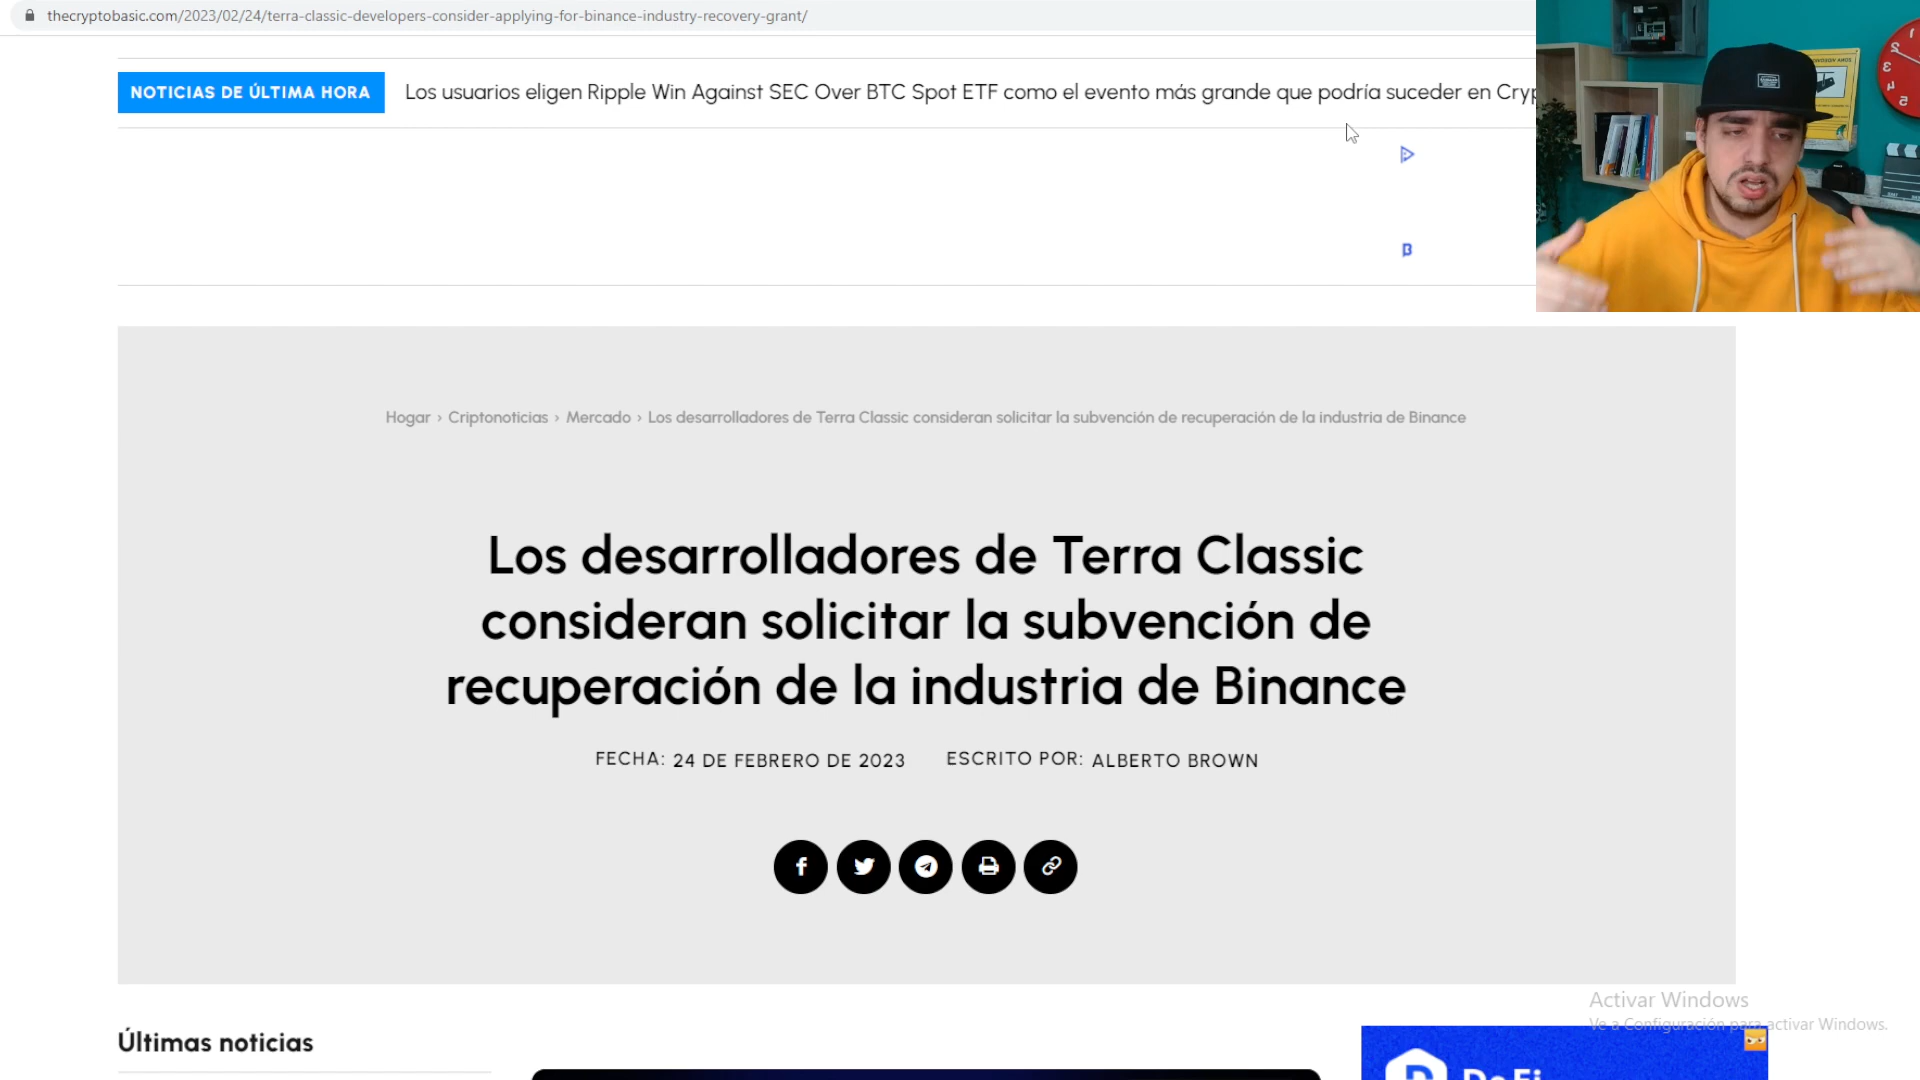 thecryptobasic.com/2023/02/24/terra-classic-developers-consider-applying-for-binance-industry-recovery-grant/
NOTICIAS DE ÚLTIMA HORA
Los usuarios eligen Ripple Win Against SEC Over BTC Spot ETF como el evento más grande que podría suceder en Cryp
Hogar › Criptonoticias › Mercado › Los desarrolladores de Terra Classic consideran solicitar la subvención de recuperación de la industria de Binance
Los desarrolladores de Terra Classic
consideran solicitar la subvención de
recuperación de la industria de Binance
FECHA: 24 DE FEBRERO DE 2023 ESCRITO POR: ALBERTO BROWN
Activar Windows
Ve a Configuración para activar Windows.
Últimas noticias
DeFi